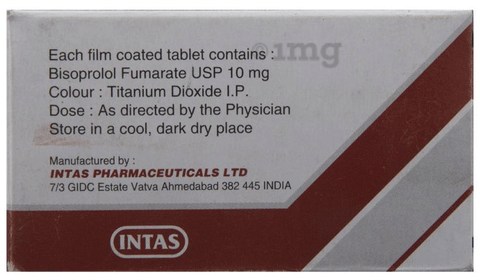 1mg
Each film coated tablet contains :
Bisoprolol Fumarate USP 10 mg
Colour : Titanium Dioxide I.P.
Dose : As directed by the Physician
Store in a cool, dark dry place
Manufactured by :
INTAS PHARMACEUTICALS LTD
7/3 GIDC Estate Vatva Ahmedabad 382 445 INDIA
INTAS